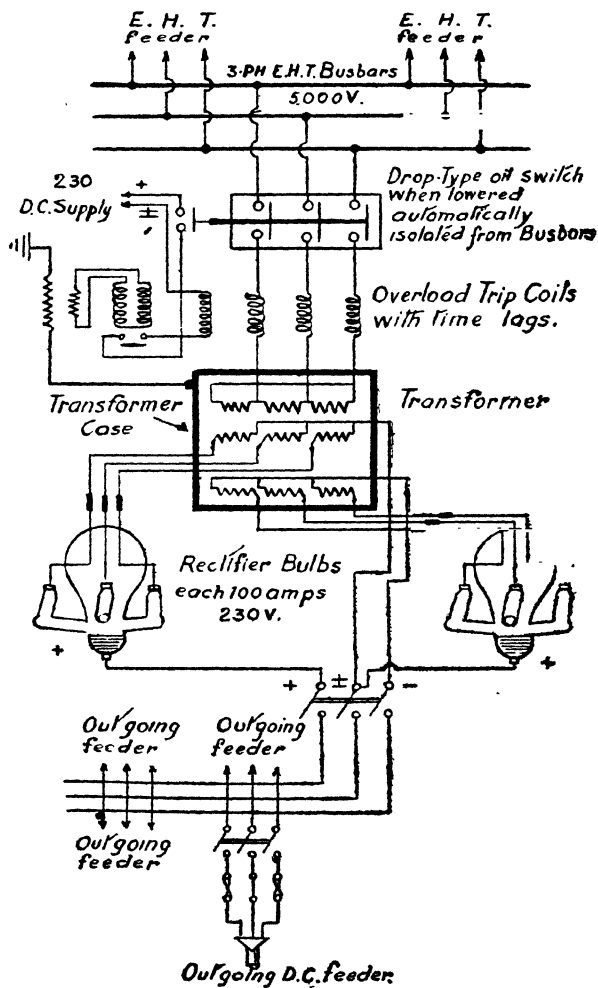 E. H. T. feeder
E. H. T. feeder
3-PH E.H.T. Busbars
5,000V.
230
D.C. Supply
+
±
Drop-Type oil switch
when lowered
automatically
isolated from Busbars
Overload Trip Coils
with time lags.
Transformer
Case
Transformer
Rectifier Bulbs
each 100 amps
230V.
+
+
+ ± −
Outgoing
feeder
Outgoing
feeder
Outgoing
feeder
Outgoing D.C. feeder.